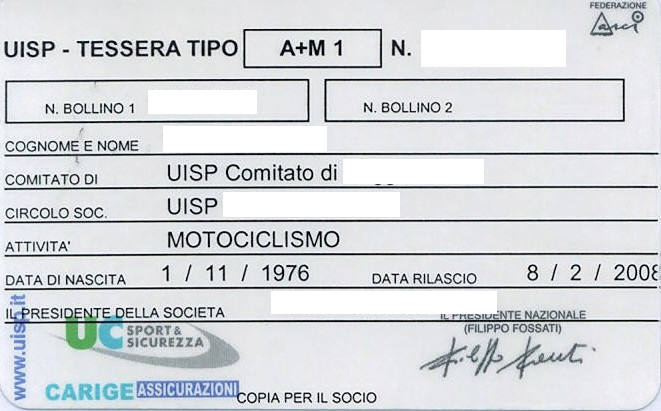 FEDERAZIONE
Arci
UISP - TESSERA TIPO A+M 1 N.
N. BOLLINO 1 N. BOLLINO 2
COGNOME E NOME
COMITATO DI UISP Comitato di
CIRCOLO SOC. UISP
ATTIVITA' MOTOCICLISMO
DATA DI NASCITA 1 / 11 / 1976 DATA RILASCIO 8 / 2 / 2008
IL PRESIDENTE DELLA SOCIETA IL PRESIDENTE NAZIONALE
(FILIPPO FOSSATI)
www.uisp.it
UC SPORT &
SICUREZZA
CARIGE ASSICURAZIONI
COPIA PER IL SOCIO